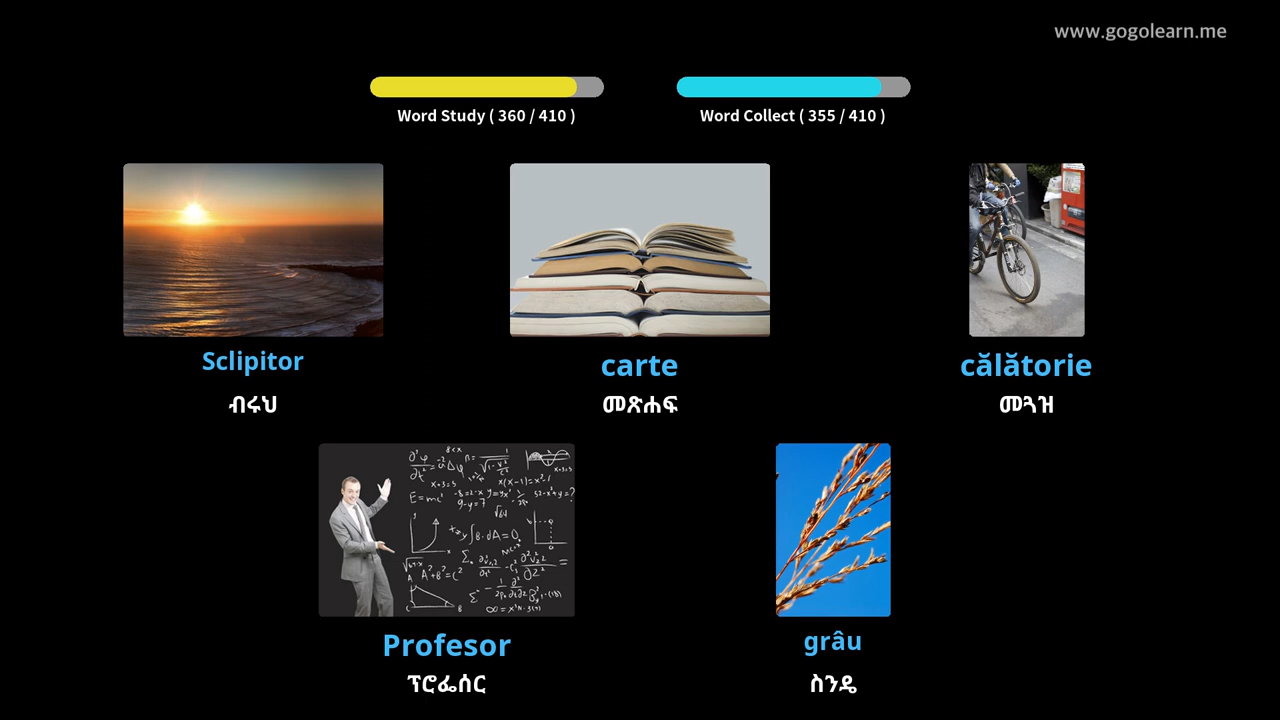 www.gogolearn.me
Word Study ( 360 / 410 )
Word Collect ( 355 / 410 )
Sclipitor
ብሩህ
carte
መጽሐፍ
călătorie
መጓዝ
Profesor
ፕሮፌሰር
grâu
ስንዴ